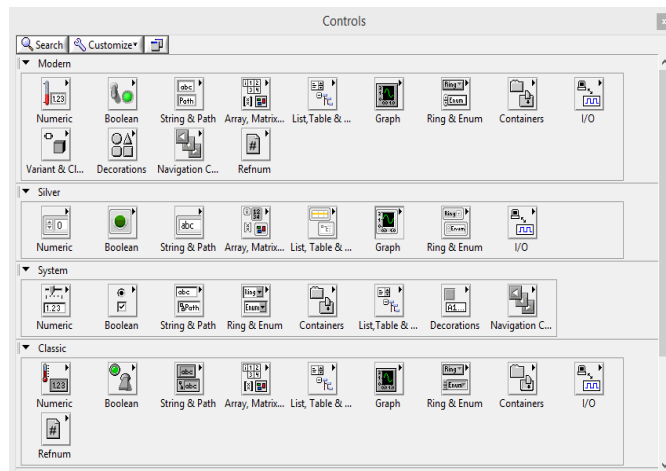 Controls
Search Customize
Modern
Numeric Boolean String & Path Array, Matrix... List, Table & ... Graph Ring & Enum Containers I/O
Variant & Cl... Decorations Navigation C... Refnum
Silver
Numeric Boolean String & Path Array, Matrix... List, Table & ... Graph Ring & Enum I/O
System
Numeric Boolean String & Path Ring & Enum Containers List, Table & ... Decorations Navigation C...
Classic
Numeric Boolean String & Path Array, Matrix... List, Table & ... Graph Ring & Enum Containers I/O
Refnum